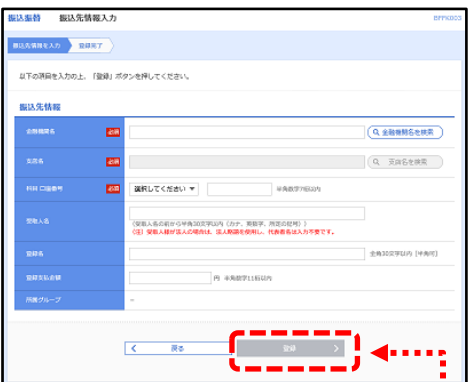 振込振替 振込先情報入力 BFFK003
振込先情報を入力 登録完了
以下の項目を入力の上、「登録」ボタンを押してください。
振込先情報
金融機関名 必須 金融機関名を検索
支店名 必須 支店名を検索
科目 口座番号 必須 選択してください 半角数字7桁以内
受取人名
(受取人名の前から半角30文字以内(カナ、英数字、所定の記号))
(注) 受取人様が法人の場合は、法人略語を使用し、代表者名は入力不要です。
登録名 全角30文字以内 [半角可]
登録支払金額 円 半角数字11桁以内
所属グループ -
戻る 登録